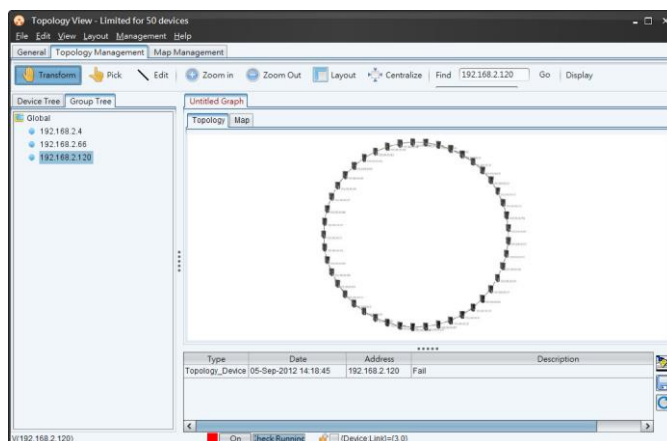 Topology View - Limited for 50 devices
File Edit View Layout Management Help
General Topology Management Map Management
Transform Pick Edit Zoom in Zoom Out Layout Centralize Find 192.168.2.120 Go Display
Device Tree Group Tree
Untitled Graph
Global
Topology Map
192.168.2.4
192.168.2.66
192.168.2.120
Type Date Address Description
Topology_Device 05-Sep-2012 14:18:45 192.168.2.120 Fail
V(192.168.2.120) On Check Running (Device:Link)=(3,0)